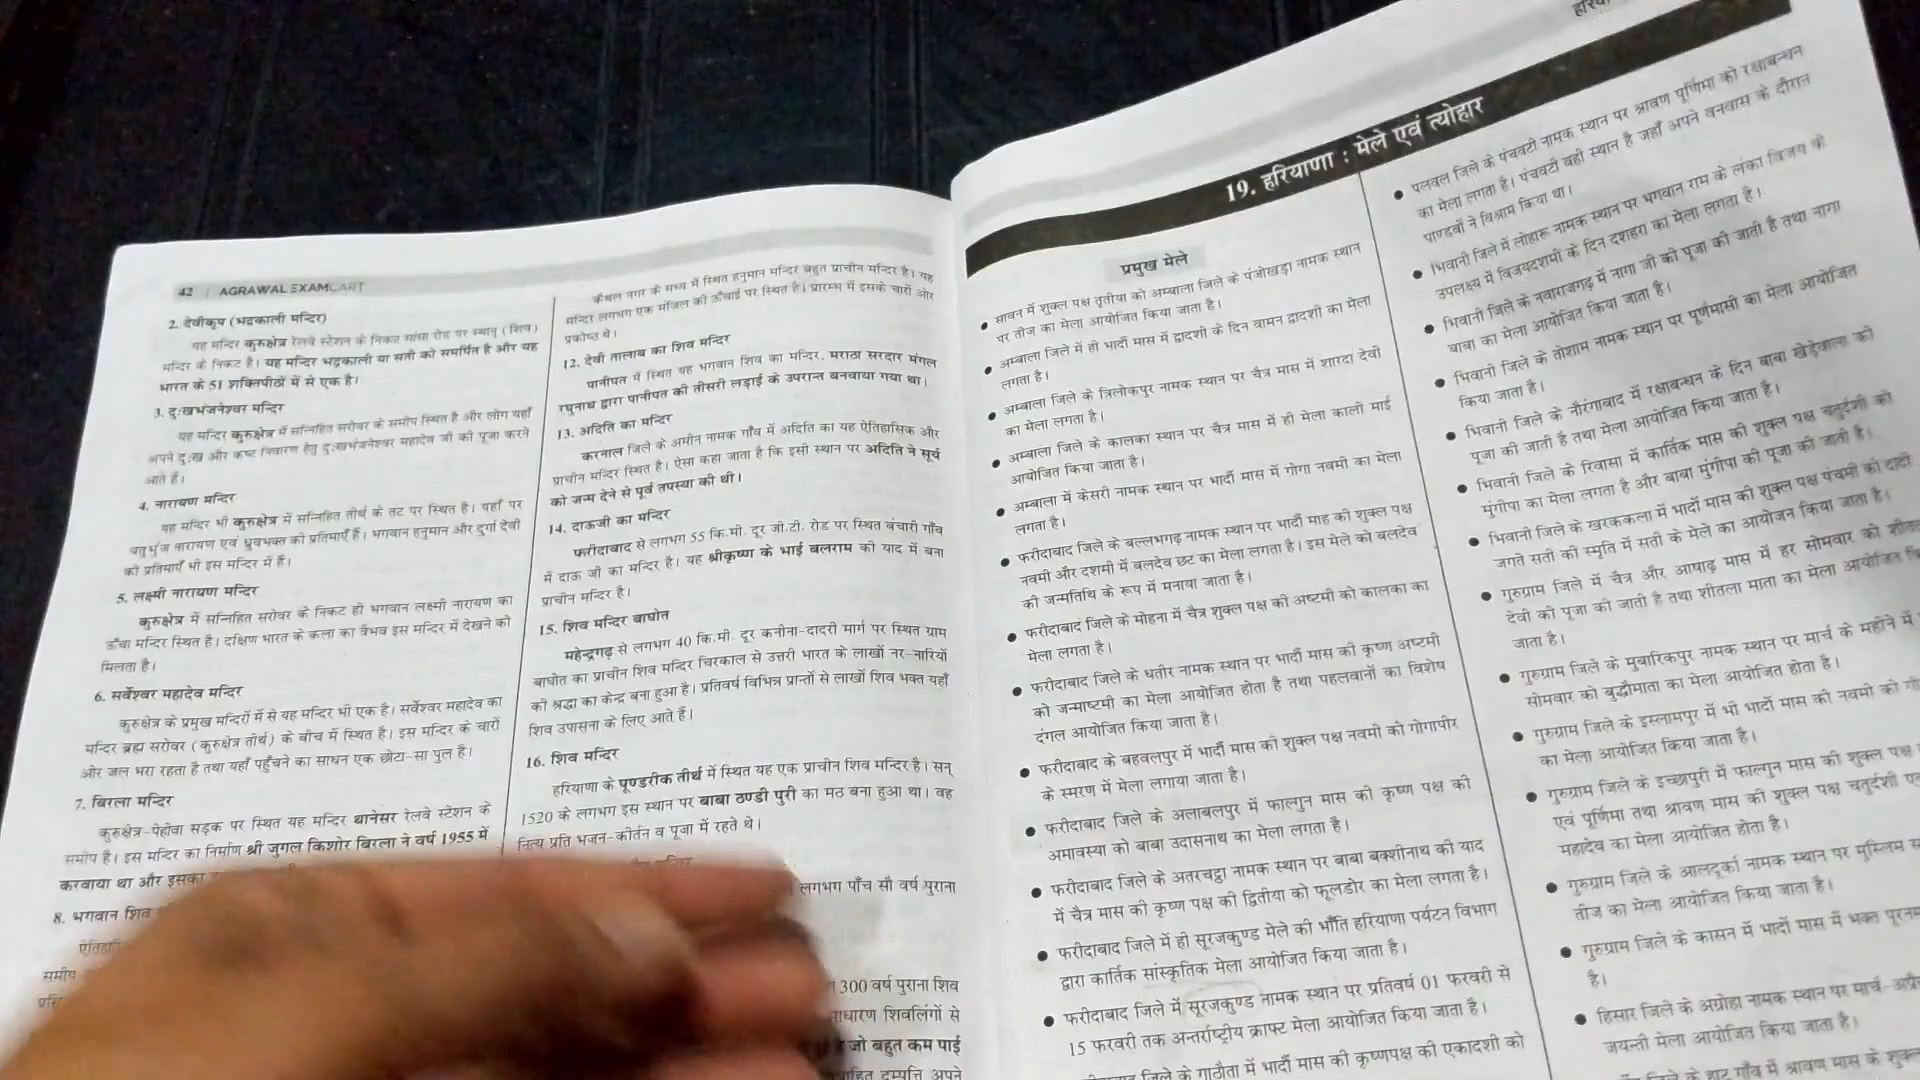 42 | AGRAWAL EXAMCART
2. देवीकूप (भद्रकाली मन्दिर)
यह मन्दिर कुरुक्षेत्र रेलवे स्टेशन के निकट सांसा रोड पर स्थाणु (शिव)
मन्दिर के निकट है। यह मन्दिर भद्रकाली या सती को समर्पित है और यह
भारत के 51 शक्तिपीठों में से एक है।
3. दुःखभंजनेश्वर मन्दिर
यह मन्दिर कुरुक्षेत्र में सन्निहित सरोवर के समीप स्थित है और लोग यहाँ
अपने दुःख और कष्ट निवारण हेतु दुःखभंजनेश्वर महादेव जी की पूजा करने
आते हैं।
4. नारायण मन्दिर
यह मन्दिर भी कुरुक्षेत्र में सन्निहित तीर्थ के तट पर स्थित है। यहाँ पर
चतुर्भुज नारायण एवं ध्रुवभक्त की प्रतिमाएँ हैं। भगवान हनुमान और दुर्गा देवी
की प्रतिमाएँ भी इस मन्दिर में हैं।
5. लक्ष्मी नारायण मन्दिर
कुरुक्षेत्र में सन्निहित सरोवर के निकट ही भगवान लक्ष्मी नारायण का
ऊँचा मन्दिर स्थित है। दक्षिण भारत के कला का वैभव इस मन्दिर में देखने को
मिलता है।
6. सर्वेश्वर महादेव मन्दिर
कुरुक्षेत्र के प्रमुख मन्दिरों में से यह मन्दिर भी एक है। सर्वेश्वर महादेव का
मन्दिर ब्रह्म सरोवर (कुरुक्षेत्र तीर्थ) के बीच में स्थित है। इस मन्दिर के चारों
ओर जल भरा रहता है तथा यहाँ पहुँचने का साधन एक छोटा-सा पुल है।
7. बिरला मन्दिर
कुरुक्षेत्र-पेहोवा सड़क पर स्थित यह मन्दिर थानेसर रेलवे स्टेशन के
समीप है। इस मन्दिर का निर्माण श्री जुगल किशोर बिरला ने वर्ष 1955 में
करवाया था और इसका
8. भगवान शिव
समीप
कैथल नगर के मध्य में स्थित हनुमान मन्दिर बहुत प्राचीन मन्दिर है। यह
मन्दिर लगभग एक मंजिल की ऊँचाई पर स्थित है। प्रारम्भ में इसके चारों ओर
प्रकोष्ठ थे।
12. देवी तालाब का शिव मन्दिर
पानीपत में स्थित यह भगवान शिव का मन्दिर, मराठा सरदार मंगल
रघुनाथ द्वारा पानीपत की तीसरी लड़ाई के उपरान्त बनवाया गया था।
13. अदिति का मन्दिर
करनाल जिले के अमीन नामक गाँव में अदिति का यह ऐतिहासिक और
प्राचीन मन्दिर स्थित है। ऐसा कहा जाता है कि इसी स्थान पर अदिति ने सूर्य
को जन्म देने से पूर्व तपस्या की थी।
14. दाऊजी का मन्दिर
फरीदाबाद से लगभग 55 कि.मी. दूर जी.टी. रोड पर स्थित बंचारी गाँव
में दाऊ जी का मन्दिर है। यह श्रीकृष्ण के भाई बलराम की याद में बना
प्राचीन मन्दिर है।
15. शिव मन्दिर बाघोत
महेन्द्रगढ़ से लगभग 40 कि.मी. दूर कनीना-दादरी मार्ग पर स्थित ग्राम
बाघोत का प्राचीन शिव मन्दिर चिरकाल से उत्तरी भारत के लाखों नर-नारियों
की श्रद्धा का केन्द्र बना हुआ है। प्रतिवर्ष विभिन्न प्रान्तों से लाखों शिव भक्त यहाँ
शिव उपासना के लिए आते हैं।
16. शिव मन्दिर
हरियाणा के पूण्डरीक तीर्थ में स्थित यह एक प्राचीन शिव मन्दिर है। सन्
1520 के लगभग इस स्थान पर बाबा ठण्डी पुरी का मठ बना हुआ था। वह
नित्य प्रति भजन-कीर्तन व पूजा में रहते थे।
लगभग पाँच सौ वर्ष पुराना
300 वर्ष पुराना शिव
साधारण शिवलिंगों से
जो बहुत कम पाई
दम्पत्ति अपने
19. हरियाणा : मेले एवं त्योहार
प्रमुख मेले
● सावन में शुक्ल पक्ष तृतीया को अम्बाला जिले के पंजोखड़ा नामक स्थान
पर तीज का मेला आयोजित किया जाता है।
● अम्बाला जिले में ही भादों मास में द्वादशी के दिन वामन द्वादशी का मेला
लगता है।
● अम्बाला जिले के त्रिलोकपुर नामक स्थान पर चैत्र मास में शारदा देवी
का मेला लगता है।
● अम्बाला जिले के कालका स्थान पर चैत्र मास में ही मेला काली माई
आयोजित किया जाता है।
● अम्बाला में केसरी नामक स्थान पर भार्दो मास में गोगा नवमी का मेला
लगता है।
● फरीदाबाद जिले के बल्लभगढ़ नामक स्थान पर भार्दो माह की शुक्ल पक्ष
नवमी और दशमी में बलदेव छट का मेला लगता है। इस मेले को बलदेव
की जन्मतिथि के रूप में मनाया जाता है।
● फरीदाबाद जिले के मोहना में चैत्र शुक्ल पक्ष की अष्टमी को कालका का
मेला लगता है।
● फरीदाबाद जिले के धतीर नामक स्थान पर भार्दो मास की कृष्ण अष्टमी
को जन्माष्टमी का मेला आयोजित होता है तथा पहलवानों का विशेष
दंगल आयोजित किया जाता है।
● फरीदाबाद के बहवलपुर में भार्दो मास की शुक्ल पक्ष नवमी को गोगापीर
के स्मरण में मेला लगाया जाता है।
● फरीदाबाद जिले के अलाबलपुर में फाल्गुन मास की कृष्ण पक्ष की
अमावस्या को बाबा उदासनाथ का मेला लगता है।
● फरीदाबाद जिले के अतरचट्टा नामक स्थान पर बाबा बक्शीनाथ की याद
में चैत्र मास की कृष्ण पक्ष की द्वितीया को फूलडोर का मेला लगता है।
● फरीदाबाद जिले में ही सूरजकुण्ड मेले की भाँति हरियाणा पर्यटन विभाग
द्वारा कार्तिक सांस्कृतिक मेला आयोजित किया जाता है।
● फरीदाबाद जिले में सूरजकुण्ड नामक स्थान पर प्रतिवर्ष 01 फरवरी से
15 फरवरी तक अन्तर्राष्ट्रीय क्राफ्ट मेला आयोजित किया जाता है।
जिले के गाठौता में भार्दो मास की कृष्णपक्ष की एकादशी को
● पलवल जिले के पंचवटी नामक स्थान पर श्रावण पूर्णिमा को रक्षाबन्धन
का मेला लगता है। पंचवटी वही स्थान है जहाँ अपने वनवास के दौरान
पाण्डवों ने विश्राम किया था।
● भिवानी जिले में लोहारू नामक स्थान पर भगवान राम के लंका विजय के
उपलक्ष्य में विजयदशमी के दिन दशहरा का मेला लगता है।
● भिवानी जिले के नवाराजगढ़ में नागा जी की पूजा की जाती है तथा नागा
बाबा का मेला आयोजित किया जाता है।
● भिवानी जिले के तोशाम नामक स्थान पर पूर्णमासी का मेला आयोजित
किया जाता है।
● भिवानी जिले के नौरंगावाद में रक्षाबन्धन के दिन बाबा खेड़ेवाला की
पूजा की जाती है तथा मेला आयोजित किया जाता है।
● भिवानी जिले के रिवासा में कार्तिक मास की शुक्ल पक्ष चतुर्दशी को
मुंगीपा का मेला लगता है और बाबा मुंगीपा की पूजा की जाती है।
● भिवानी जिले के खरककला में भार्दो मास की शुक्ल पक्ष पंचमी को दादी
जगते सती की स्मृति में सती के मेले का आयोजन किया जाता है।
● गुरुग्राम जिले में चैत्र और आषाढ़ मास में हर सोमवार को
देवी की पूजा की जाती है तथा शीतला माता का मेला आयोजित
जाता है।
● गुरुग्राम जिले के मुबारिकपुर नामक स्थान पर मार्च के महीने में
सोमवार को बुद्धौमाता का मेला आयोजित होता है।
● गुरुग्राम जिले के इस्लामपुर में भी भार्दो मास की नवमी को
का मेला आयोजित किया जाता है।
● गुरुग्राम जिले के इच्छापुरी में फाल्गुन मास की शुक्ल पक्ष
एवं पूर्णिमा तथा श्रावण मास की शुक्ल पक्ष चतुर्दशी
महादेव का मेला आयोजित होता है।
● गुरुग्राम जिले के आलदूका नामक स्थान पर मुस्लिम
तीज का मेला आयोजित किया जाता है।
● गुरुग्राम जिले के कासन में भार्दो मास में भक्त
है।
● हिसार जिले के अग्रोहा नामक स्थान पर
जयन्ती मेला आयोजित किया जाता है।
गाँव में श्रावण मास के